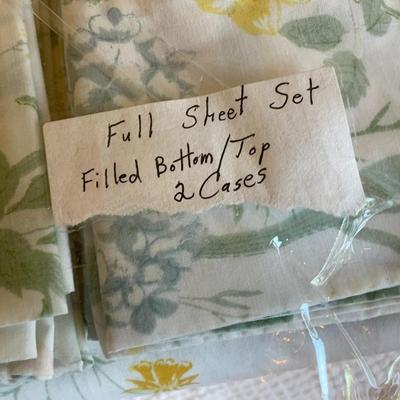 Full Sheet Set
Filled Bottom/Top
2 Cases